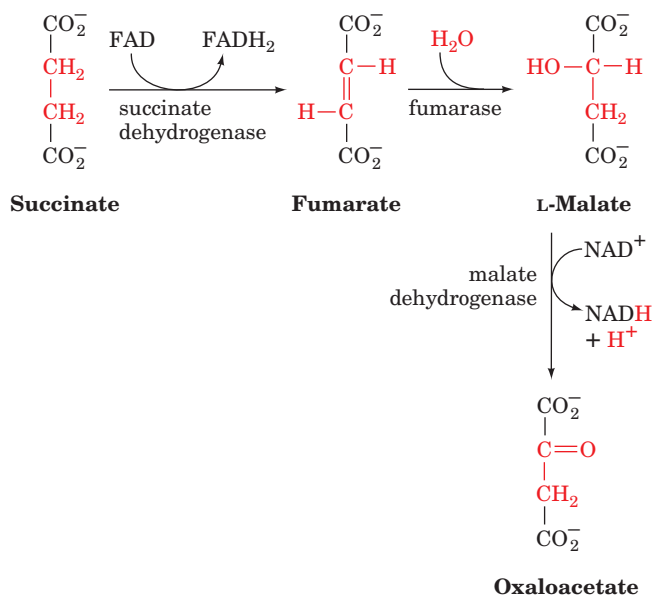 CO₂⁻ FAD FADH₂ CO₂⁻ H₂O CO₂⁻
CH₂ C—H HO—C—H
CH₂ succinate H—C fumarase CH₂
dehydrogenase
CO₂⁻ CO₂⁻ CO₂⁻
Succinate Fumarate L-Malate
NAD⁺
malate
dehydrogenase
NADH
+ H⁺
CO₂⁻
C=O
CH₂
CO₂⁻
Oxaloacetate